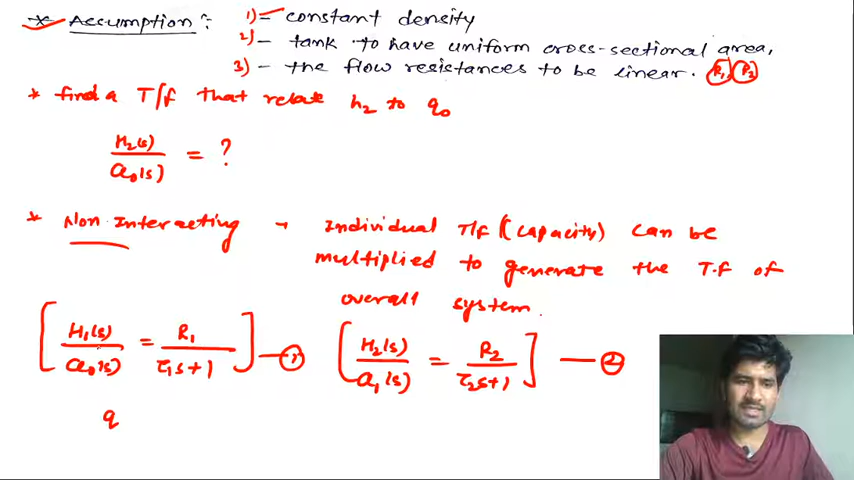 * Assumption: 1) - constant density
2) - tank to have uniform cross-sectional area,
3) - the flow resistances to be linear. R1 R2
* find a T/f that relate h2 to q0
H2(s)/Q0(s) = ?
* Non-Interacting → Individual T/f (capacity) can be
multiplied to generate the T.F of
overall system.
[H1(s)/Q0(s) = R1/τ1s+1] —① [H2(s)/Q1(s) = R2/τ2s+1] —②
q